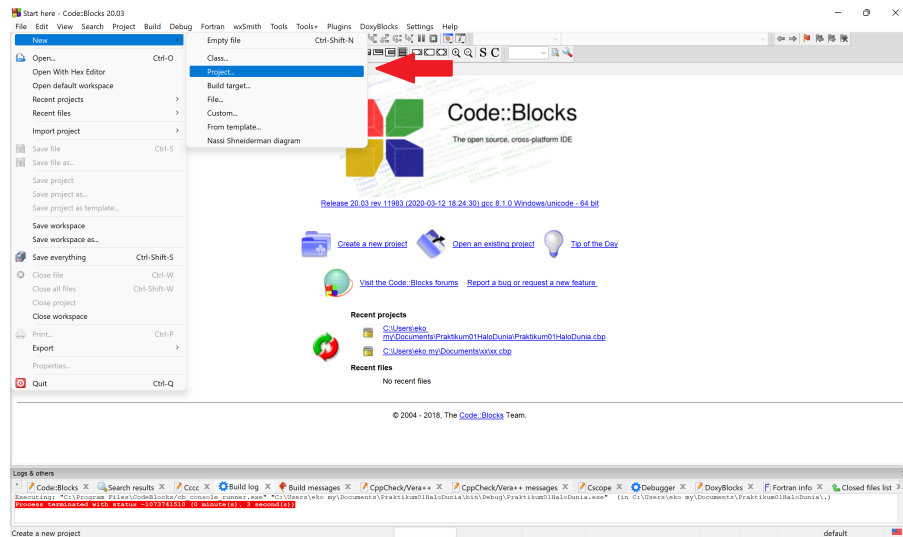 Start here - Code::Blocks 20.03
File Edit View Search Project Build Debug Fortran wxSmith Tools Tools+ Plugins DoxyBlocks Settings Help
New
Open... Ctrl-O
Open With Hex Editor
Open default workspace
Recent projects
Recent files
Import project
Save file Ctrl-S
Save file as...
Save project
Save project as...
Save project as template...
Save workspace
Save workspace as...
Save everything Ctrl-Shift-S
Close file Ctrl-W
Close all files Ctrl-Shift-W
Close project
Close workspace
Print... Ctrl-P
Export
Properties...
Quit Ctrl-Q
Empty file Ctrl-Shift-N
Class...
Project...
Build target...
File...
Custom...
From template...
Nassi Shneiderman diagram
S C
Code::Blocks
The open source, cross-platform IDE
Release 20.03 rev 11983 (2020-03-12 18:24:30) gcc 8.1.0 Windows/unicode - 64 bit
Create a new project Open an existing project Tip of the Day
Visit the Code::Blocks forums Report a bug or request a new feature
Recent projects
C:\Users\eko
my\Documents\Praktikum01HaloDunia\Praktikum01HaloDunia.cbp
C:\Users\eko my\Documents\xx\xx.cbp
Recent files
No recent files
© 2004 - 2018, The Code::Blocks Team.
Logs & others
Code::Blocks X Search results X Cccc X Build log X Build messages X CppCheck/Vera++ X CppCheck/Vera++ messages X Cscope X Debugger X DoxyBlocks X Fortran info X Closed files list
Executing: "C:\Program Files\CodeBlocks/cb_console_runner.exe" "C:\Users\eko my\Documents\Praktikum01HaloDunia\bin\Debug\Praktikum01HaloDunia.exe" (in C:\Users\eko my\Documents\Praktikum01HaloDunia\.)
Process terminated with status -1073741510 (0 minute(s), 3 second(s))
Create a new project default